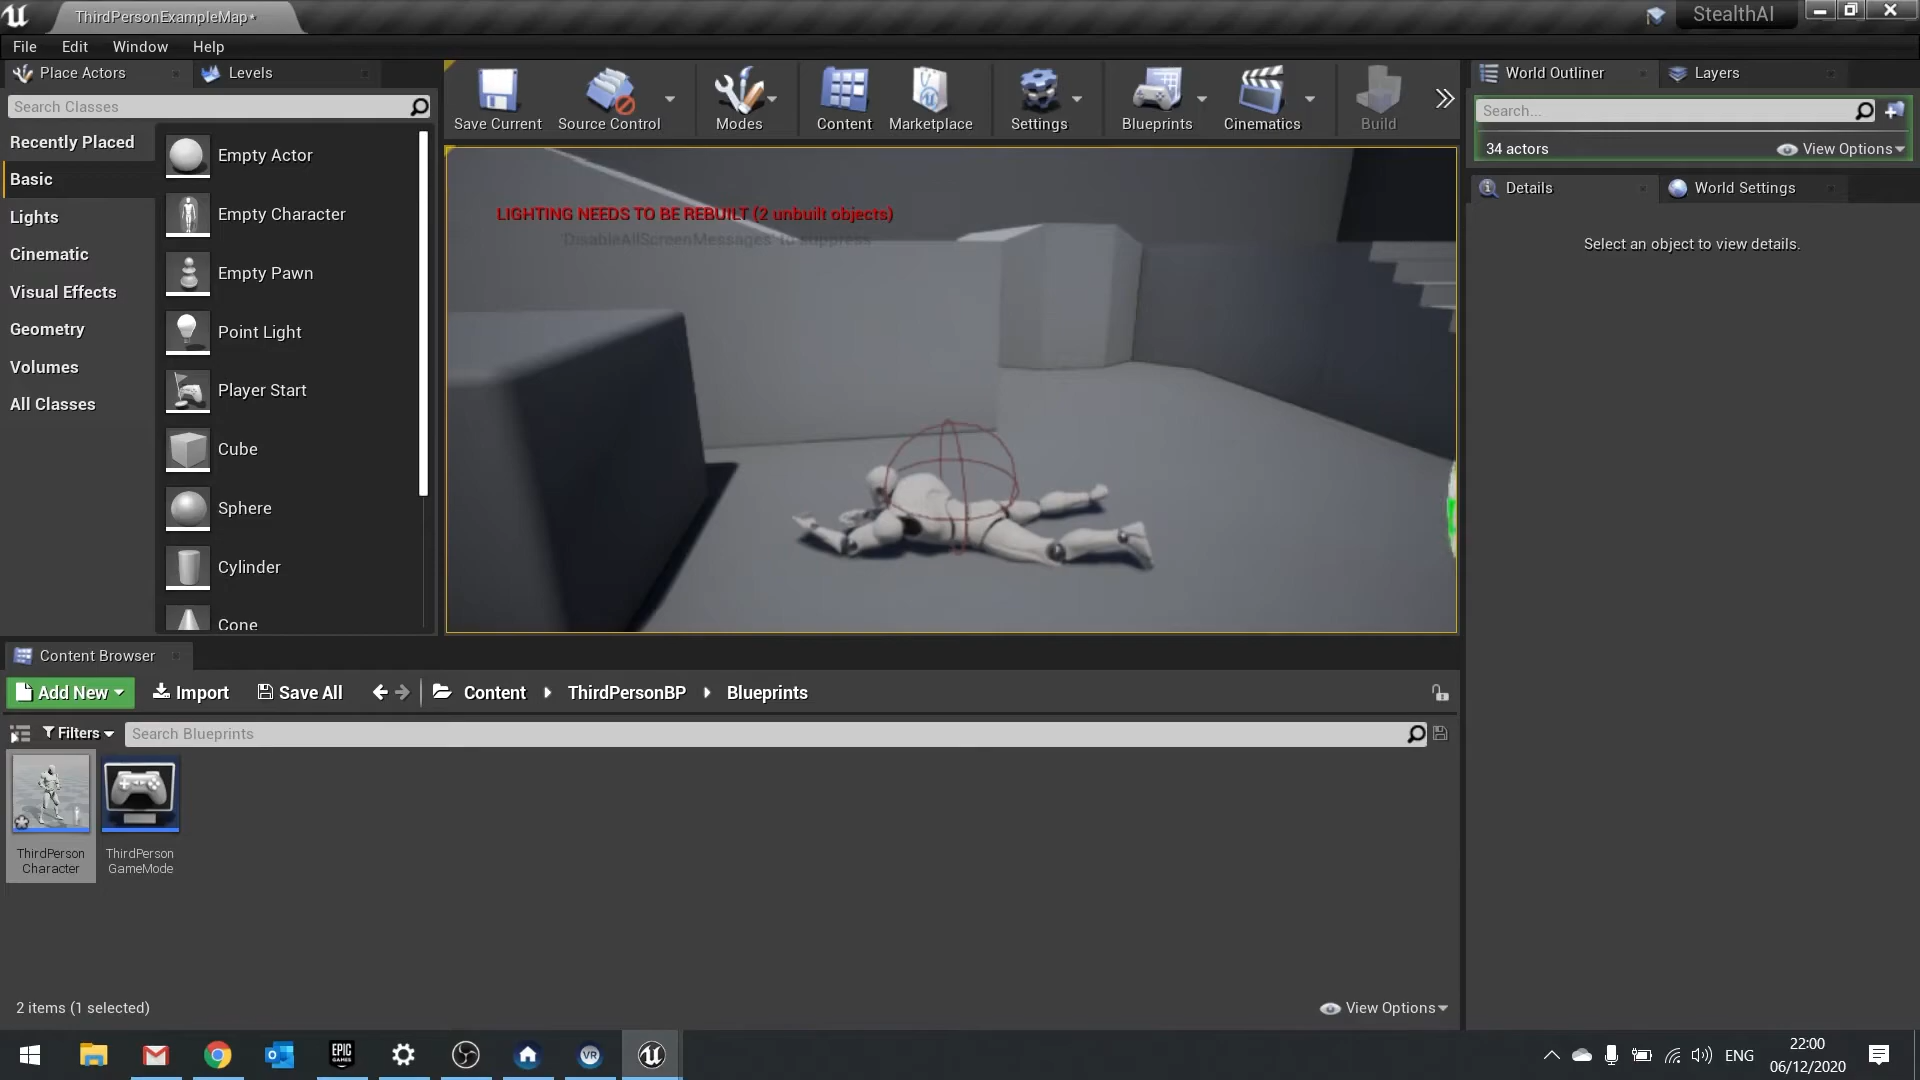 ThirdPersonExampleMap*
StealthAI
File Edit Window Help
Place Actors
Levels
Search Classes
Recently Placed
Basic
Lights
Cinematic
Visual Effects
Geometry
Volumes
All Classes
Empty Actor
Empty Character
Empty Pawn
Point Light
Player Start
Cube
Sphere
Cylinder
Cone
Save Current
Source Control
Modes
Content
Marketplace
Settings
Blueprints
Cinematics
Build
LIGHTING NEEDS TO BE REBUILT (2 unbuilt objects)
'DisableAllScreenMessages' to suppress
World Outliner
Layers
Search...
34 actors
View Options
Details
World Settings
Select an object to view details.
Content Browser
Add New
Import
Save All
Content
ThirdPersonBP
Blueprints
Filters
Search Blueprints
ThirdPerson
Character
ThirdPerson
GameMode
2 items (1 selected)
View Options
EPIC
GAMES
VR
ENG
22:00
06/12/2020